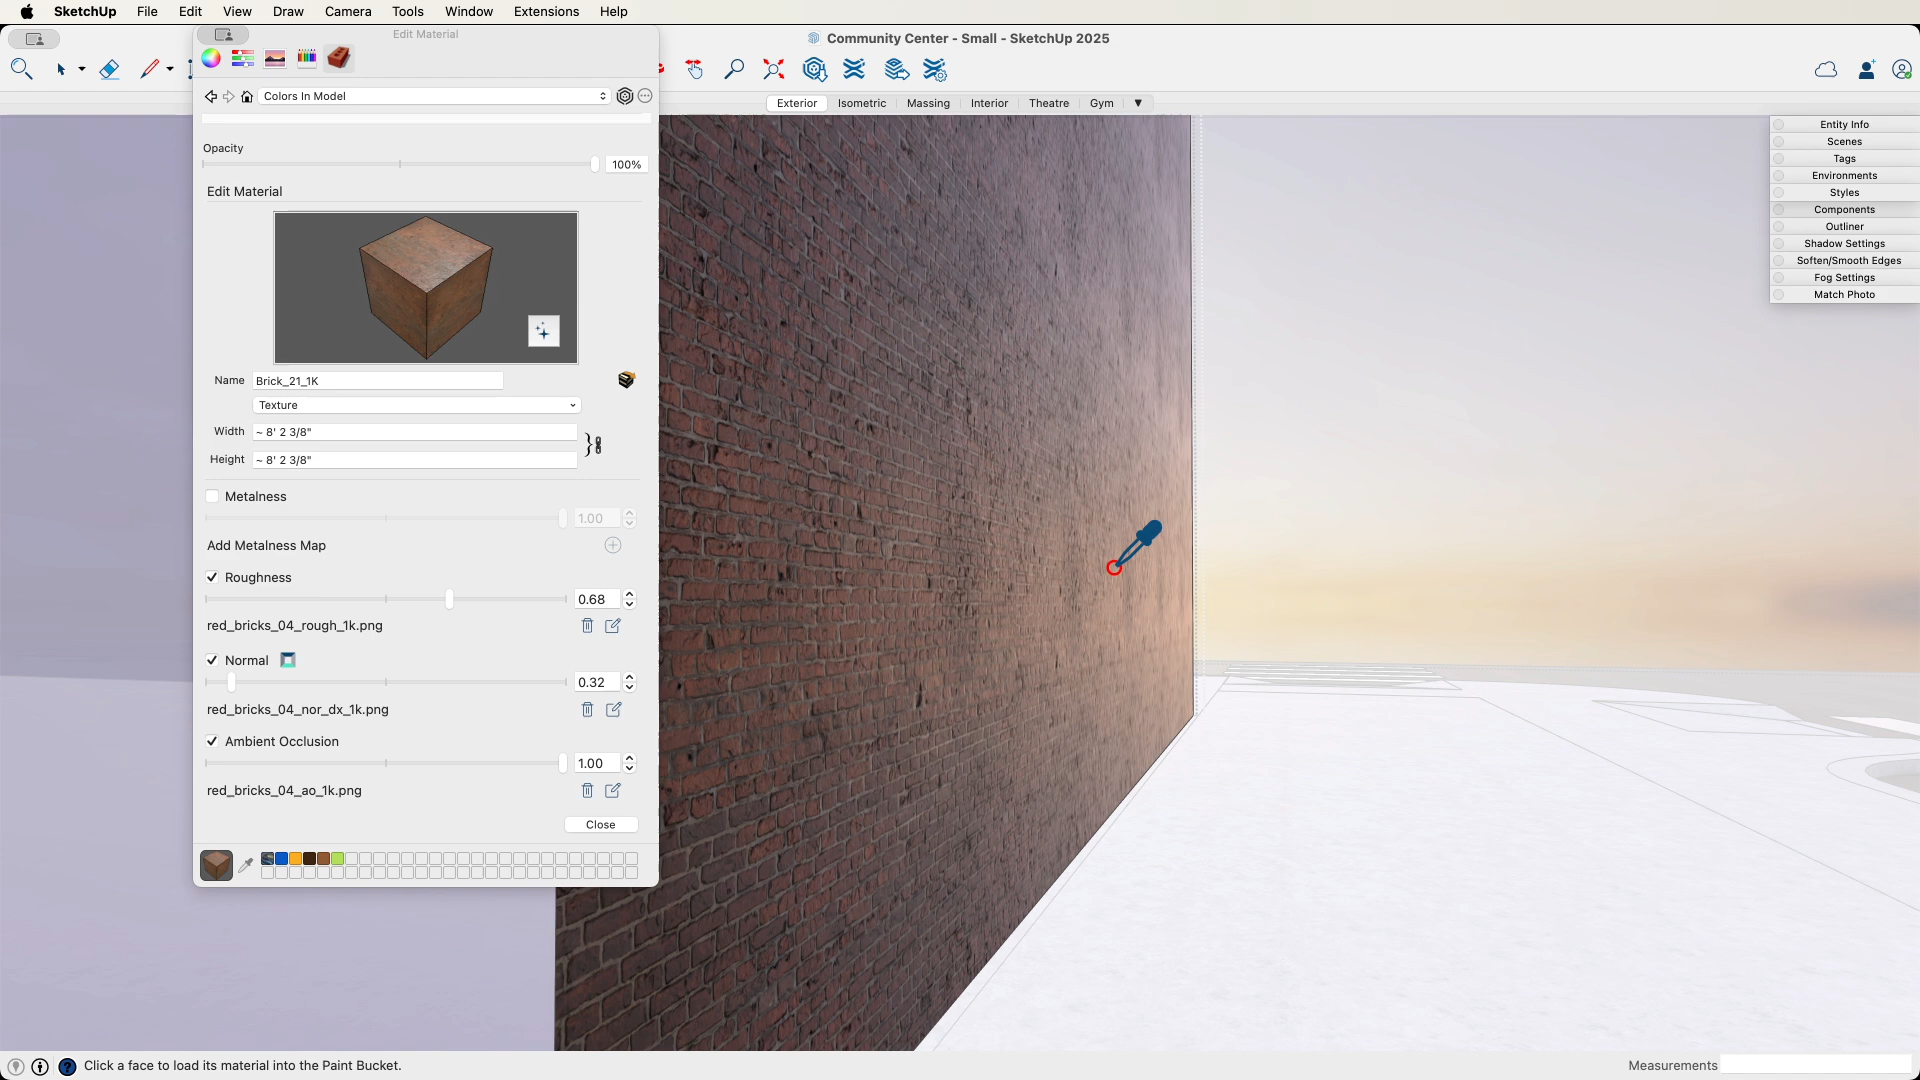 SketchUp File Edit View Draw Camera Tools Window Extensions Help
Edit Material
Community Center - Small - SketchUp 2025
Colors In Model
Exterior Isometric Massing Interior Theatre Gym
Opacity
100%
Edit Material
Name Brick_21_1K
Texture
Width ~ 8' 2 3/8"
Height ~ 8' 2 3/8"
Metalness
1.00
Add Metalness Map
Roughness
0.68
red_bricks_04_rough_1k.png
Normal
0.32
red_bricks_04_nor_dx_1k.png
Ambient Occlusion
1.00
red_bricks_04_ao_1k.png
Close
Entity Info
Scenes
Tags
Environments
Styles
Components
Outliner
Shadow Settings
Soften/Smooth Edges
Fog Settings
Match Photo
Click a face to load its material into the Paint Bucket.
Measurements